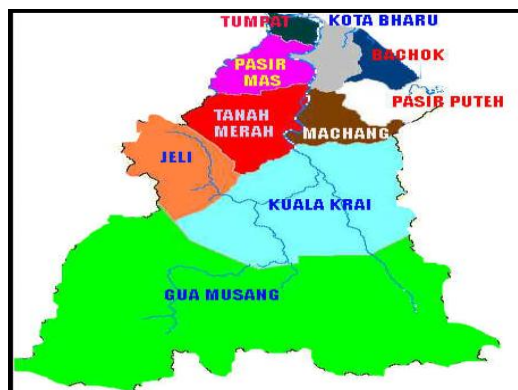 TUMPAT
KOTA BHARU
BACHOK
PASIR
MAS
PASIR PUTEH
TANAH
MERAH
MACHANG
JELI
KUALA KRAI
GUA MUSANG